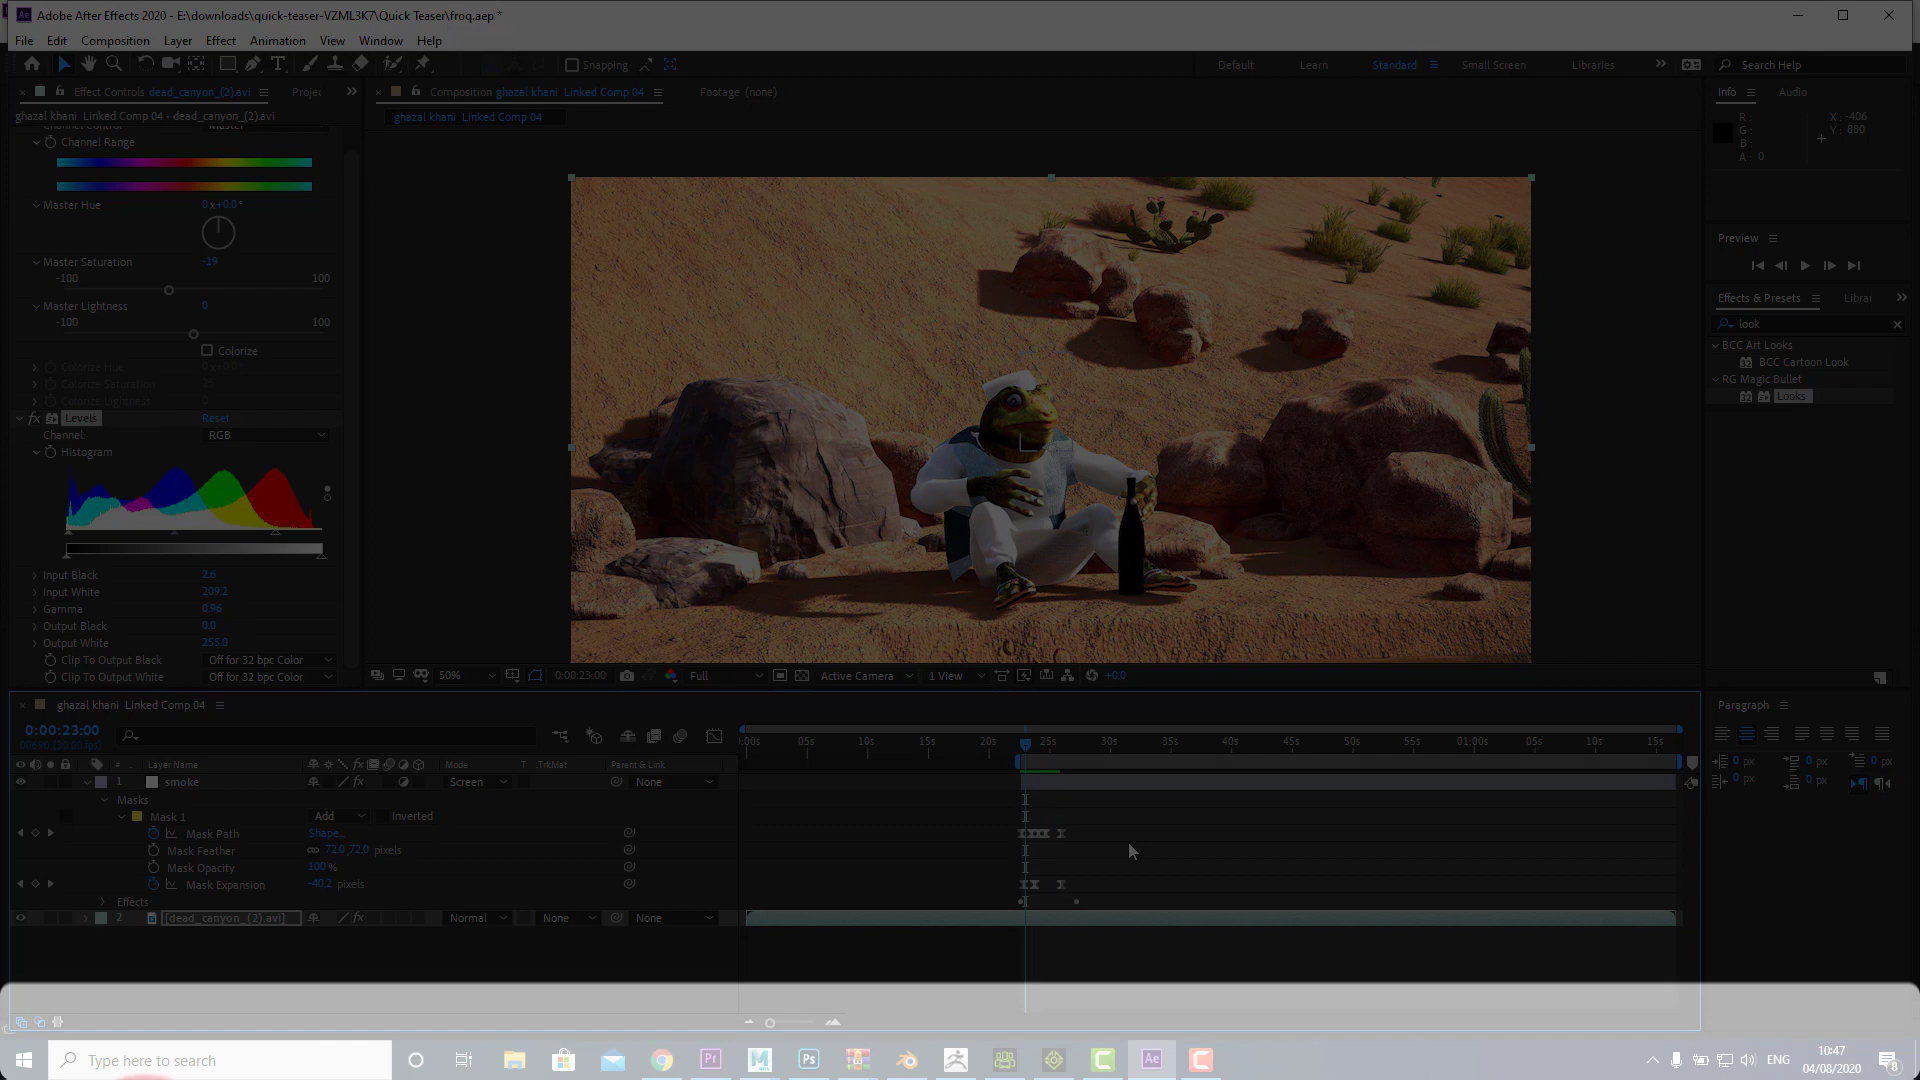 Adobe After Effects 2020 - E:\downloads\quick-teaser-VZML3K7\Quick Teaser\froq.aep *
File Edit Composition Layer Effect Animation View Window Help
Snapping
Default Learn Standard Small Screen Libraries
Search Help
Effect Controls dead_canyon_(2).avi Projec
Composition ghazal khani Linked Comp 04
Footage (none)
Info Audio
ghazal khani Linked Comp 04 - dead_canyon_(2).avi
ghazal khani Linked Comp 04
Channel Control Master
Channel Range
R :
G :
B :
A : 0
X : -406
Y : 880
Master Hue 0 x+0.0 °
Master Saturation -19
-100 100
Master Lightness 0
-100 100
Colorize
Colorize Hue 0 x+0.0 °
Colorize Saturation 25
Colorize Lightness
Levels Reset
Channel: RGB
Histogram
Input Black 2.6
Input White 209.2
Gamma 0.96
Output Black 0.0
Output White 255.0
Clip To Output Black Off for 32 bpc Color
Clip To Output White Off for 32 bpc Color
Preview
Effects & Presets Librai
look
BCC Art Looks
BCC Cartoon Look
RG Magic Bullet
Looks
50% 0:00:23:00 Full Active Camera 1 View +0.0
ghazal khani Linked Comp 04
0:00:23:00
00690 (30.00 fps)
:00s 05s 10s 15s 20s 25s 30s 35s 40s 45s 50s 55s 01:00s 05s 10s 15s
# Layer Name Mode T .TrkMat Parent & Link
1 smoke Screen None
Masks
Mask 1 Add Inverted
Mask Path Shape...
Mask Feather 72.0,72.0 pixels
Mask Opacity 100 %
Mask Expansion -40.2 pixels
Effects
2 [dead_canyon_(2).avi] Normal None None
Paragraph
0 px 0 px 0 px
0 px 0 px
Type here to search
Pr
M
Ps
Ae
ENG
10:47
04/08/2020
8